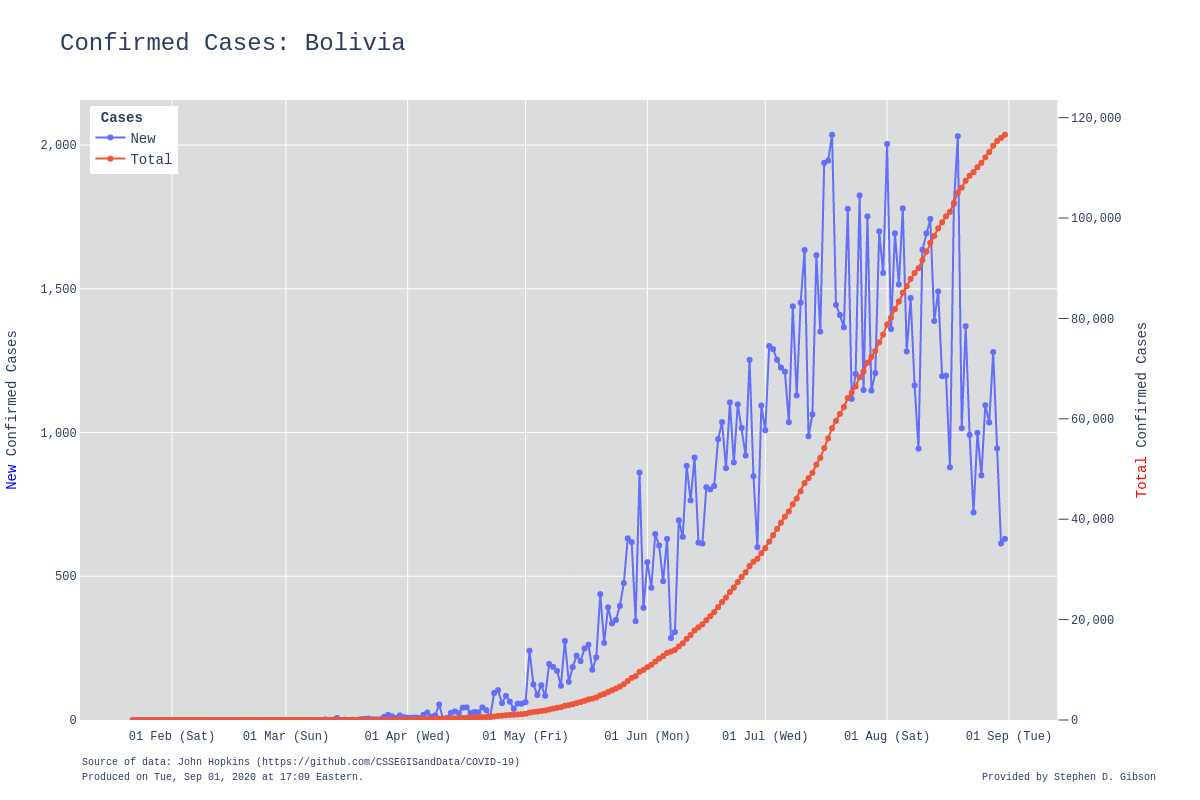 Confirmed Cases: Bolivia
Cases
New
Total
2,000
1,500
1,000
500
0
120,000
100,000
80,000
60,000
40,000
20,000
0
New Confirmed Cases
Total Confirmed Cases
01 Feb (Sat)
01 Mar (Sun)
01 Apr (Wed)
01 May (Fri)
01 Jun (Mon)
01 Jul (Wed)
01 Aug (Sat)
01 Sep (Tue)
Source of data: John Hopkins (https://github.com/CSSEGISandData/COVID-19)
Produced on Tue, Sep 01, 2020 at 17:09 Eastern.
Provided by Stephen D. Gibson